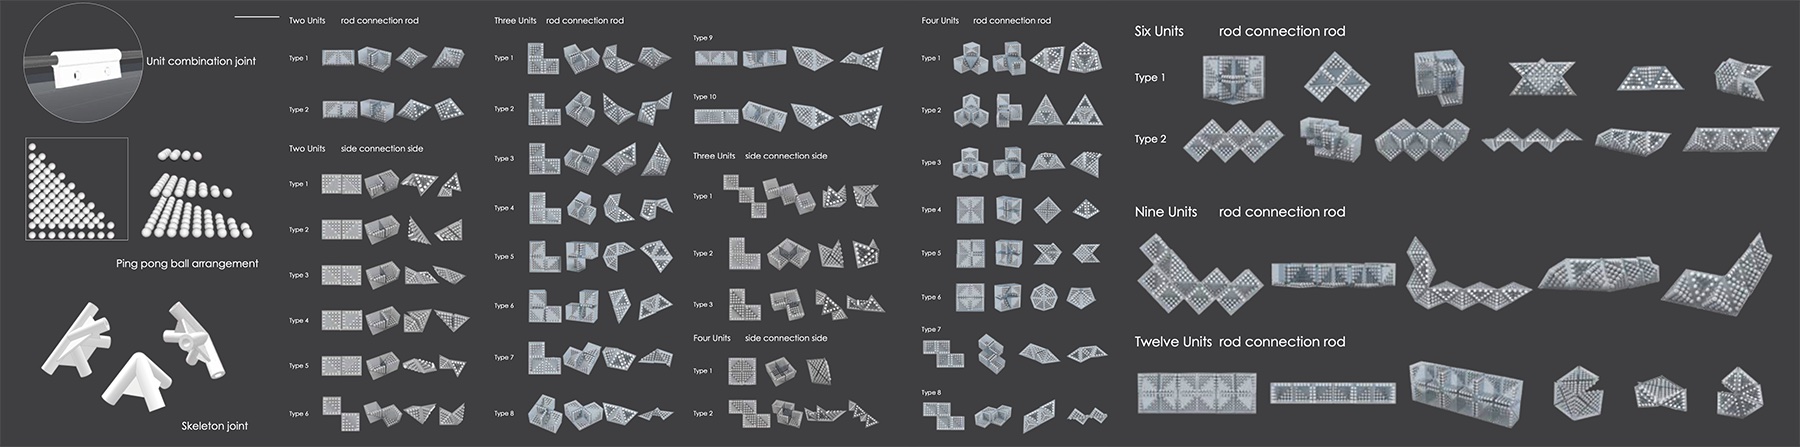 Unit combination joint
Ping pong ball arrangement
Skeleton joint
Two Units rod connection rod
Type 1
Type 2
Two Units side connection side
Type 1
Type 2
Type 3
Type 4
Type 5
Type 6
Three Units rod connection rod
Type 1
Type 2
Type 3
Type 4
Type 5
Type 6
Type 7
Type 8
Type 9
Type 10
Three Units side connection side
Type 1
Type 2
Type 3
Four Units side connection side
Type 1
Type 2
Four Units rod connection rod
Type 1
Type 2
Type 3
Type 4
Type 5
Type 6
Type 7
Type 8
Six Units rod connection rod
Type 1
Type 2
Nine Units rod connection rod
Twelve Units rod connection rod